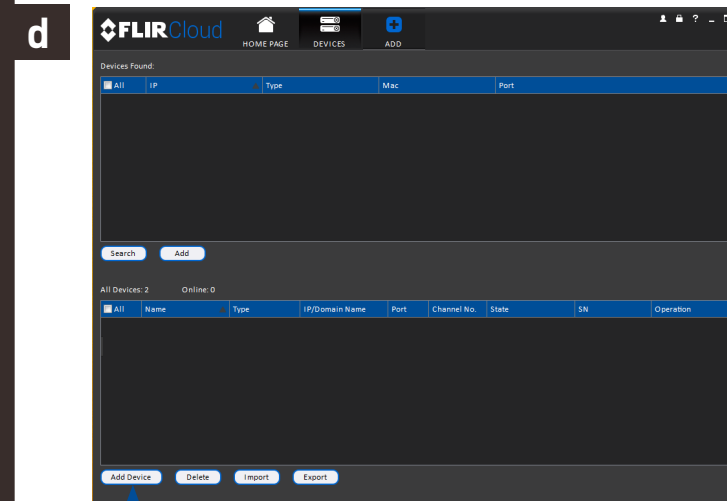 d
FLIRCloud
HOME PAGE DEVICES ADD
?
Devices Found:
All IP Type Mac Port
Search Add
All Devices: 2 Online: 0
All Name Type IP/Domain Name Port Channel No. State SN Operation
Add Device Delete Import Export